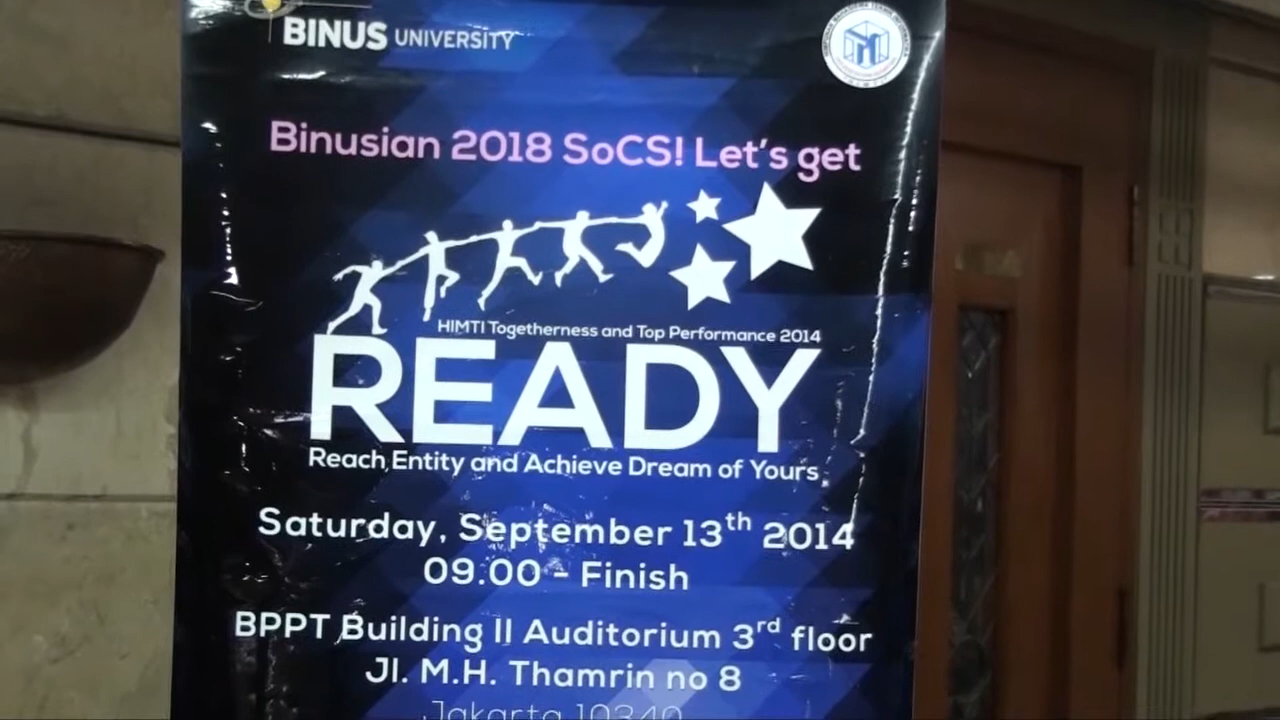 BINUS UNIVERSITY
Binusian 2018 SoCS! Let's get
HIMTI Togetherness and Top Performance 2014
READY
Reach Entity and Achieve Dream of Yours
Saturday, September 13th 2014
09.00 - Finish
BPPT Building II Auditorium 3rd floor
Jl. M.H. Thamrin no 8
Jakarta 10340